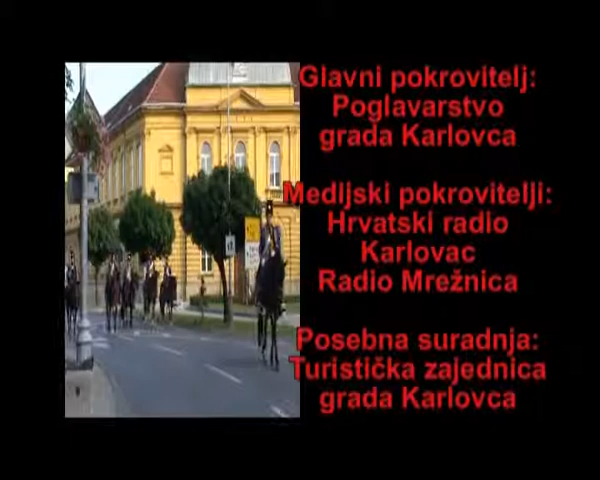 Glavni pokrovitelj:
Poglavarstvo
grada Karlovca
Medijski pokrovitelji:
Hrvatski radio
Karlovac
Radio Mrežnica
Posebna suradnja:
Turistička zajednica
grada Karlovca